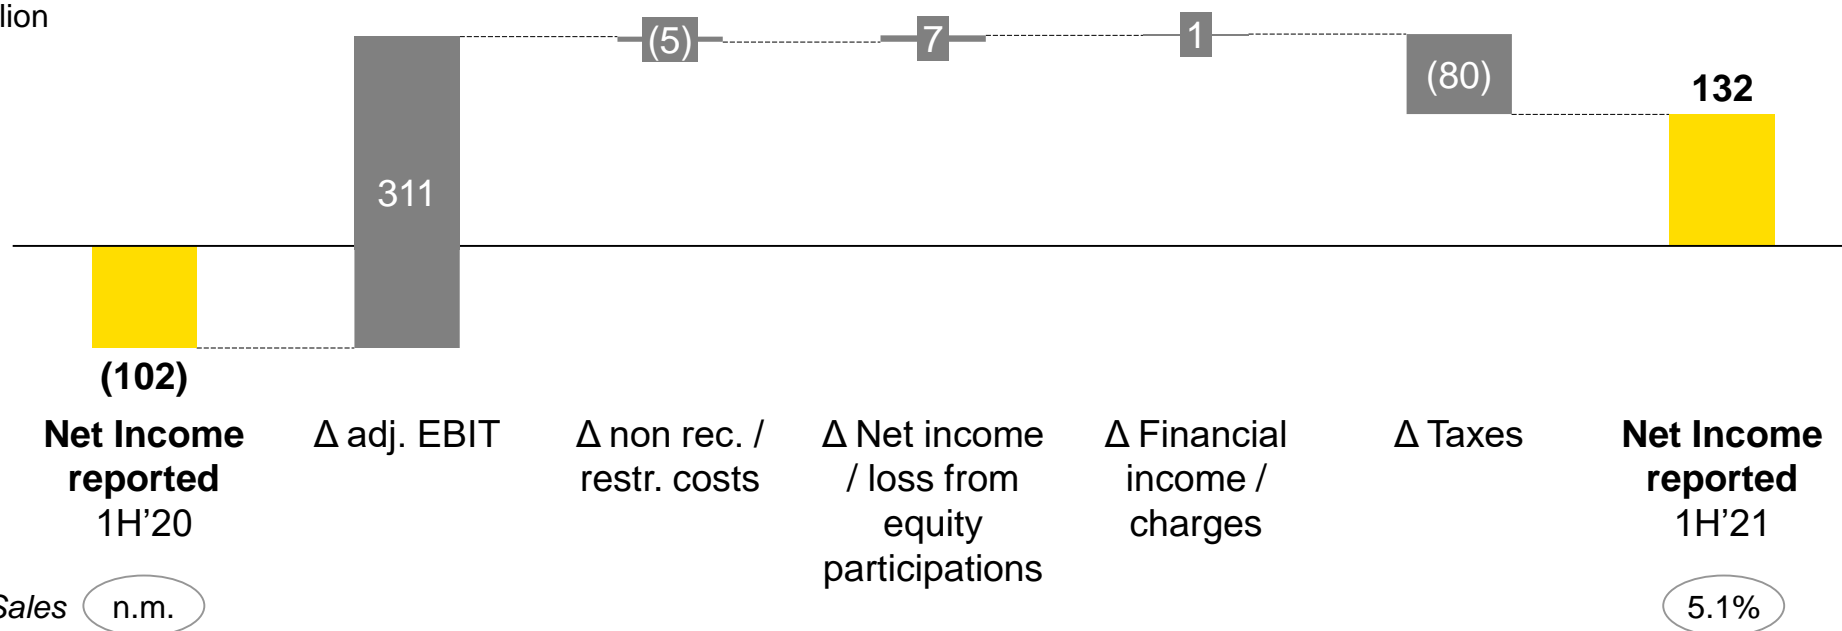 llion
(5)
7
1
(80)
132
311
(102)
Net Income
reported
1H’20
Δ adj. EBIT
Δ non rec. /
restr. costs
Δ Net income
/ loss from
equity
participations
Δ Financial
income /
charges
Δ Taxes
Net Income
reported
1H’21
Sales
n.m.
5.1%